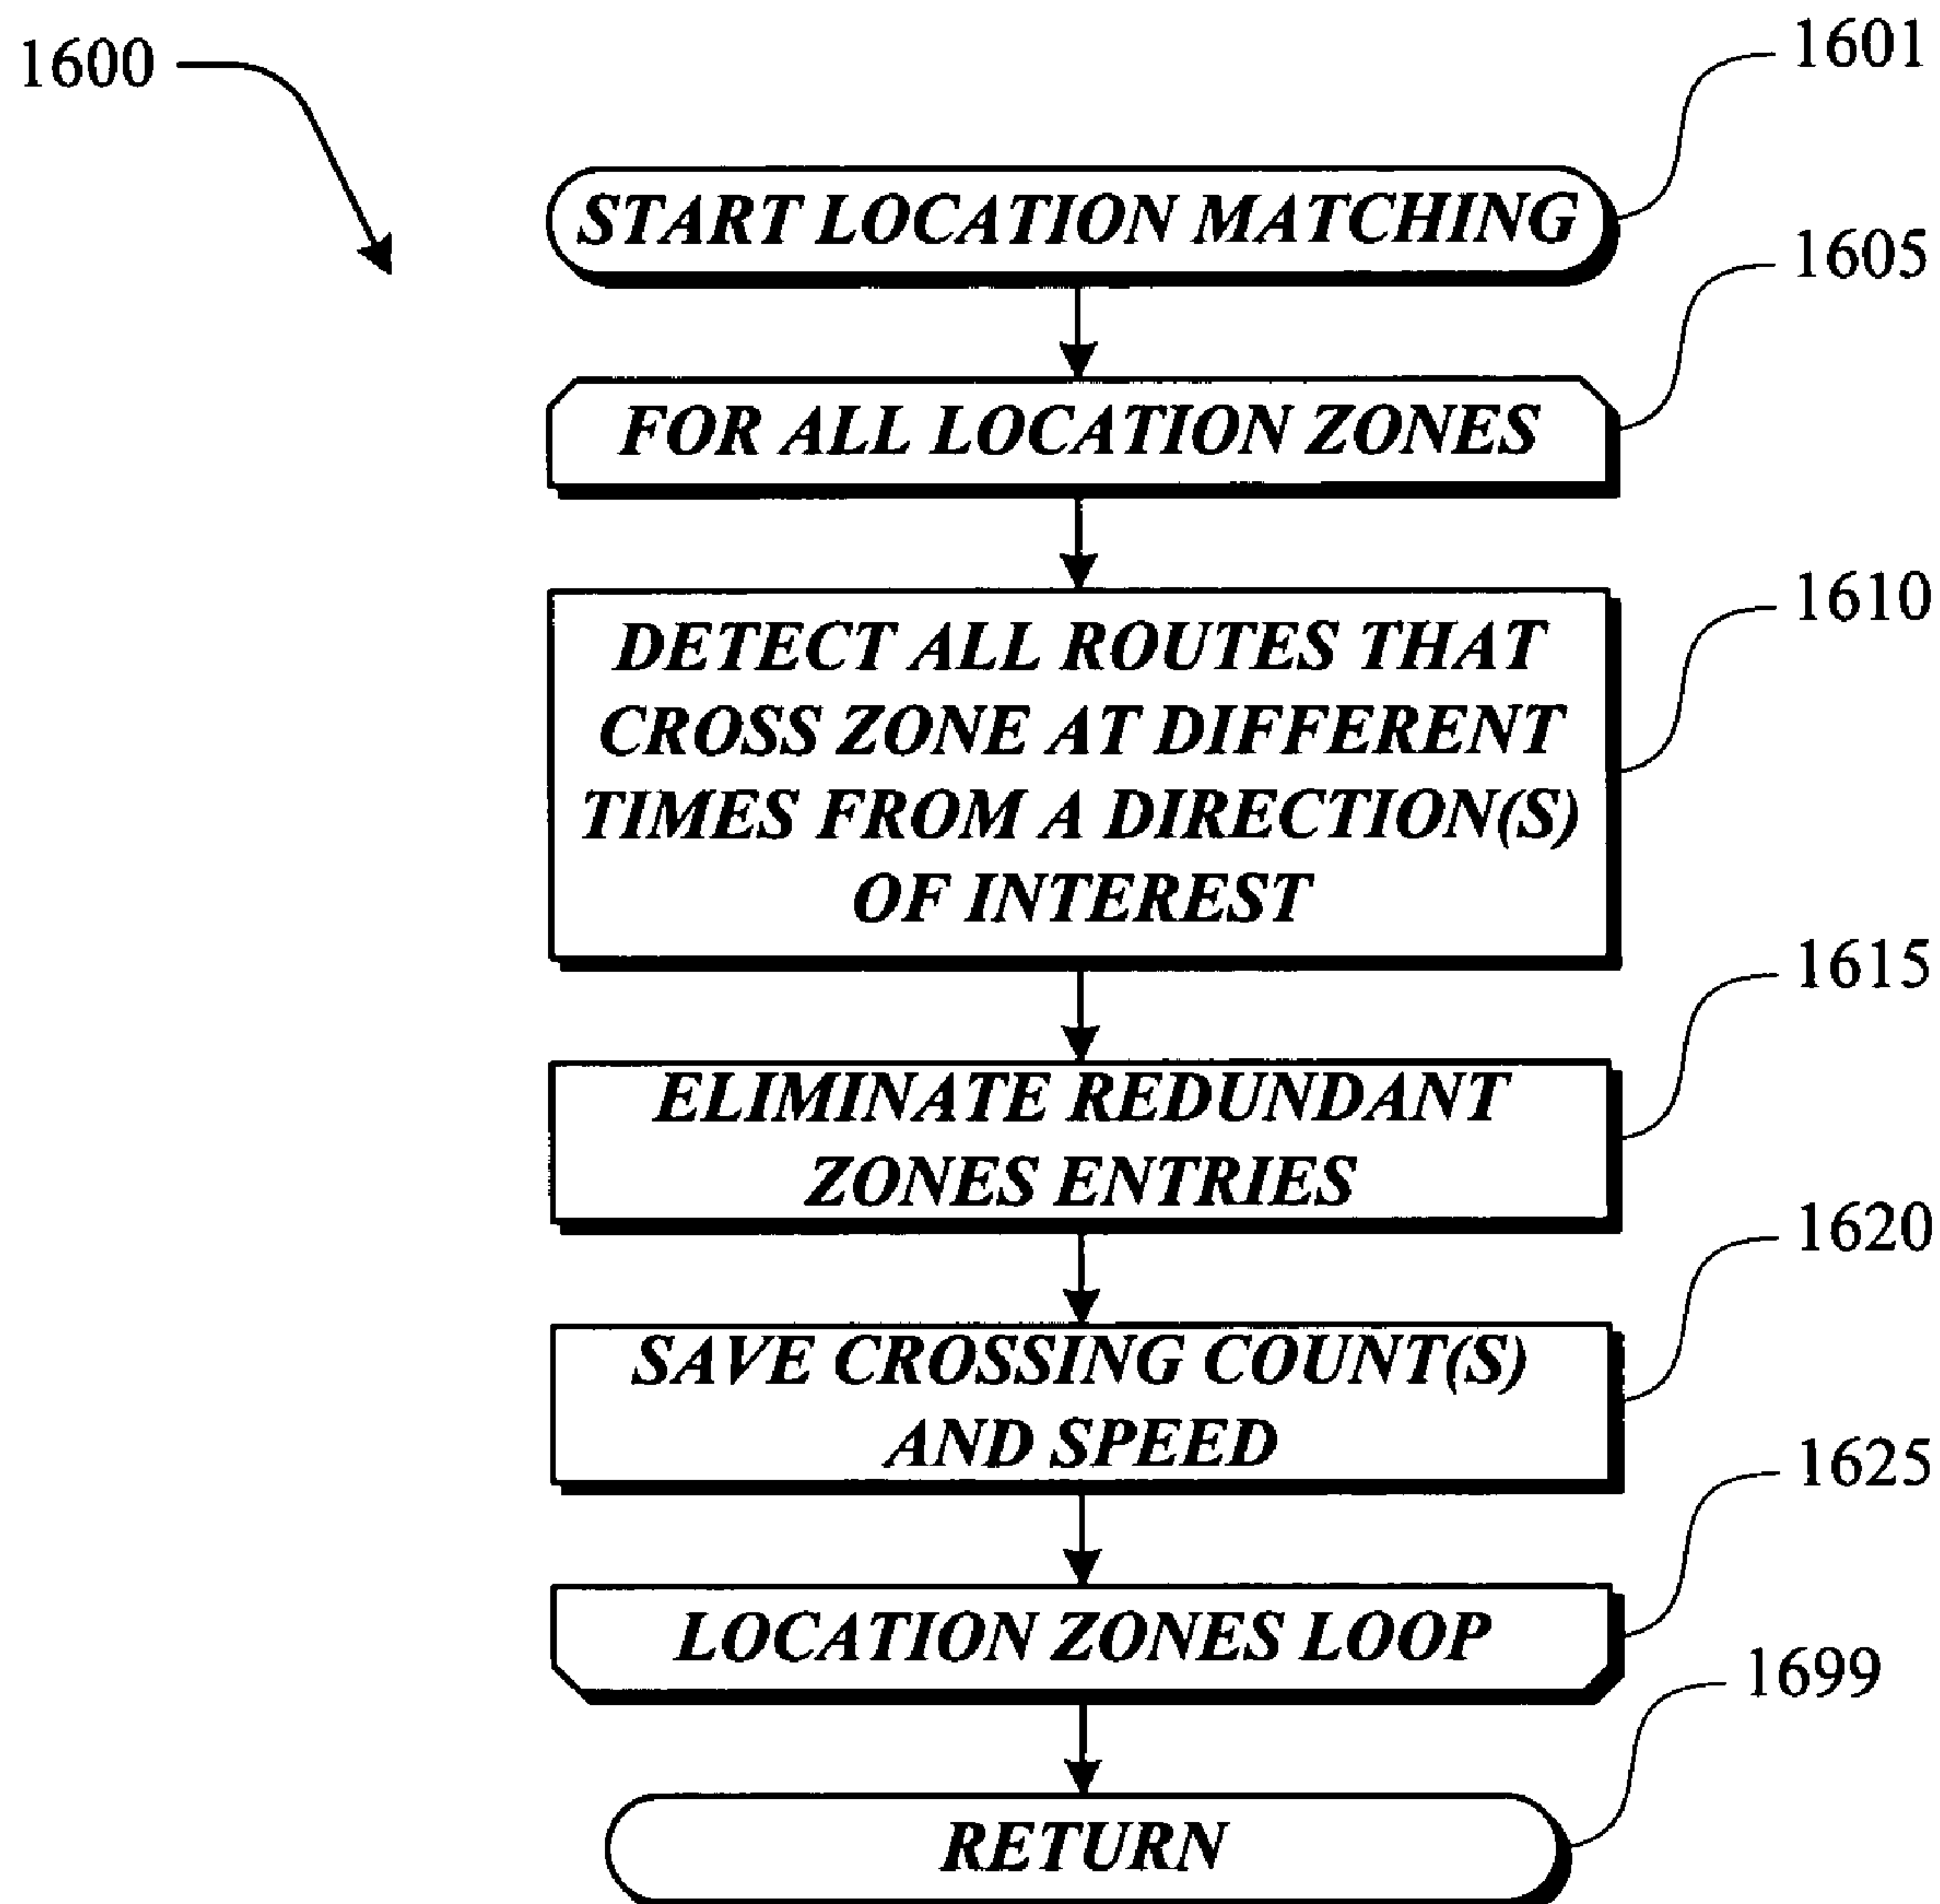 1600
1601
START LOCATION MATCHING
1605
FOR ALL LOCATION ZONES
1610
DETECT ALL ROUTES THAT
CROSS ZONE AT DIFFERENT
TIMES FROM A DIRECTION(S)
OF INTEREST
1615
ELIMINATE REDUNDANT
ZONES ENTRIES
1620
SAVE CROSSING COUNT(S)
AND SPEED
1625
LOCATION ZONES LOOP
1699
RETURN